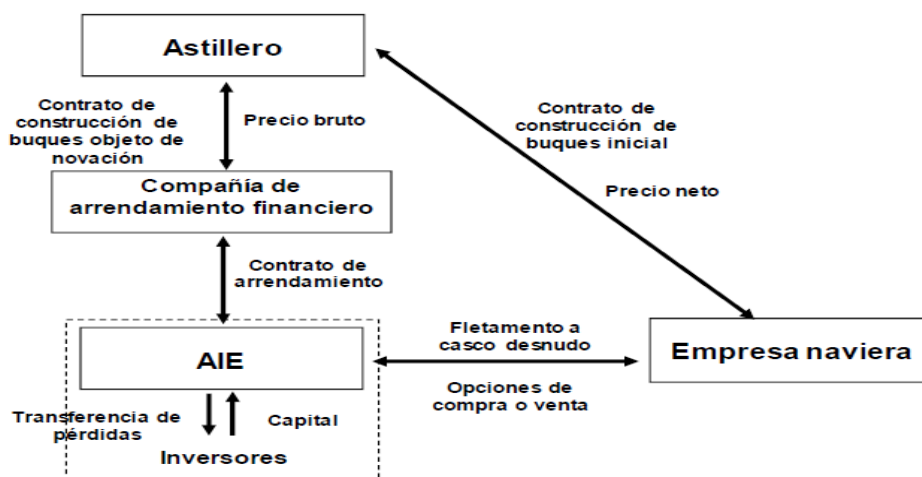 Astillero
Contrato de
construcción de
buques objeto de
novación
Precio bruto
Contrato de
construcción de
buques inicial
Precio neto
Compañía de
arrendamiento financiero
Contrato de
arrendamiento
AIE
Fletamento a
casco desnudo
Opciones de
compra o venta
Empresa naviera
Transferencia de
pérdidas
Capital
Inversores